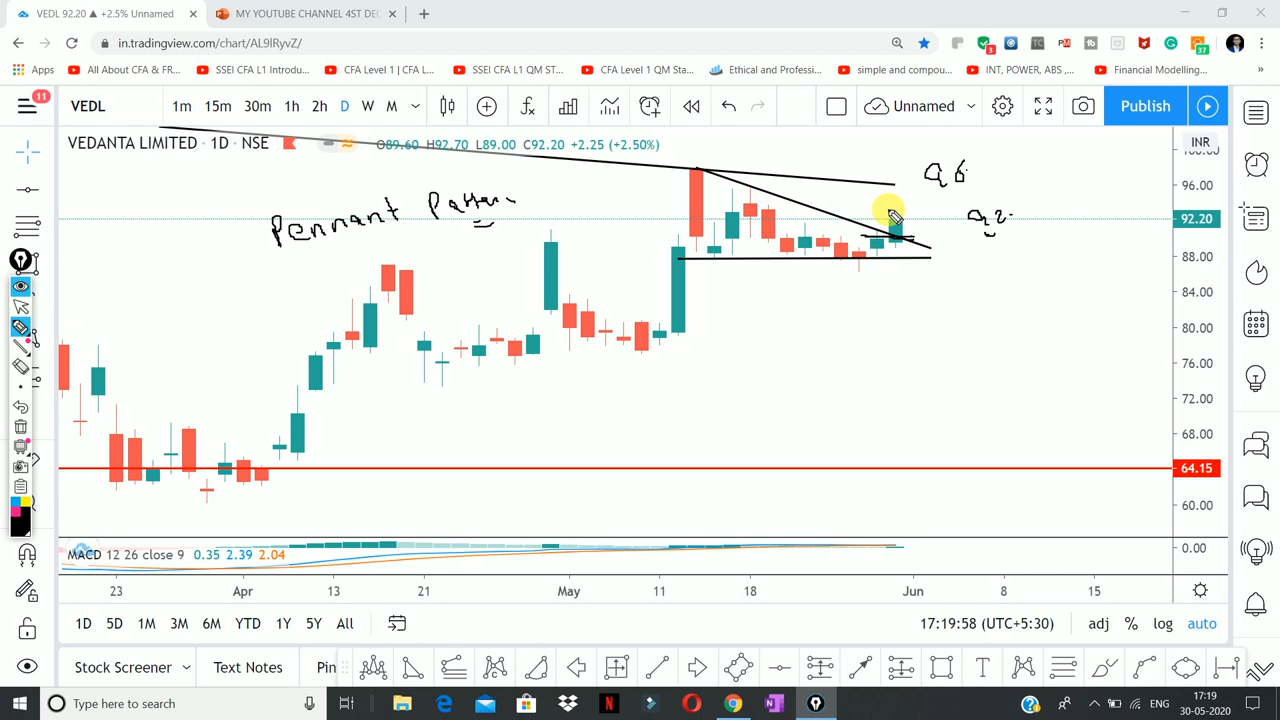 VEDL 92.20 ▲ +2.5% Unnamed
MY YOUTUBE CHANNEL 4ST DEC
in.tradingview.com/chart/AL9lRyvZ/
Apps All About CFA & FR... SSEI CFA L1 Introdu... CFA Level 1 | CFA L... SSEI CFA L1 QM ST... CFA Level 1 QM Sta... Ethical and Professi... simple and compou... INT, POWER, ABS ,... Financial Modelling... »
11 VEDL 1m 15m 30m 1h 2h D W M Unnamed Publish
VEDANTA LIMITED · 1D · NSE O89.60 H92.70 L89.00 C92.20 +2.25 (+2.50%) INR
100.00
96.00
92.20
88.00
84.00
80.00
76.00
72.00
68.00
64.15
60.00
Pennant Pattern
96
92
MACD 12 26 close 9 0.35 2.39 2.04 0.00
23 Apr 13 21 May 11 18 Jun 8 15
1D 5D 1M 3M 6M YTD 1Y 5Y All 17:19:58 (UTC+5:30) adj % log auto
Stock Screener Text Notes Pin
Type here to search ENG 17:19
30-05-2020